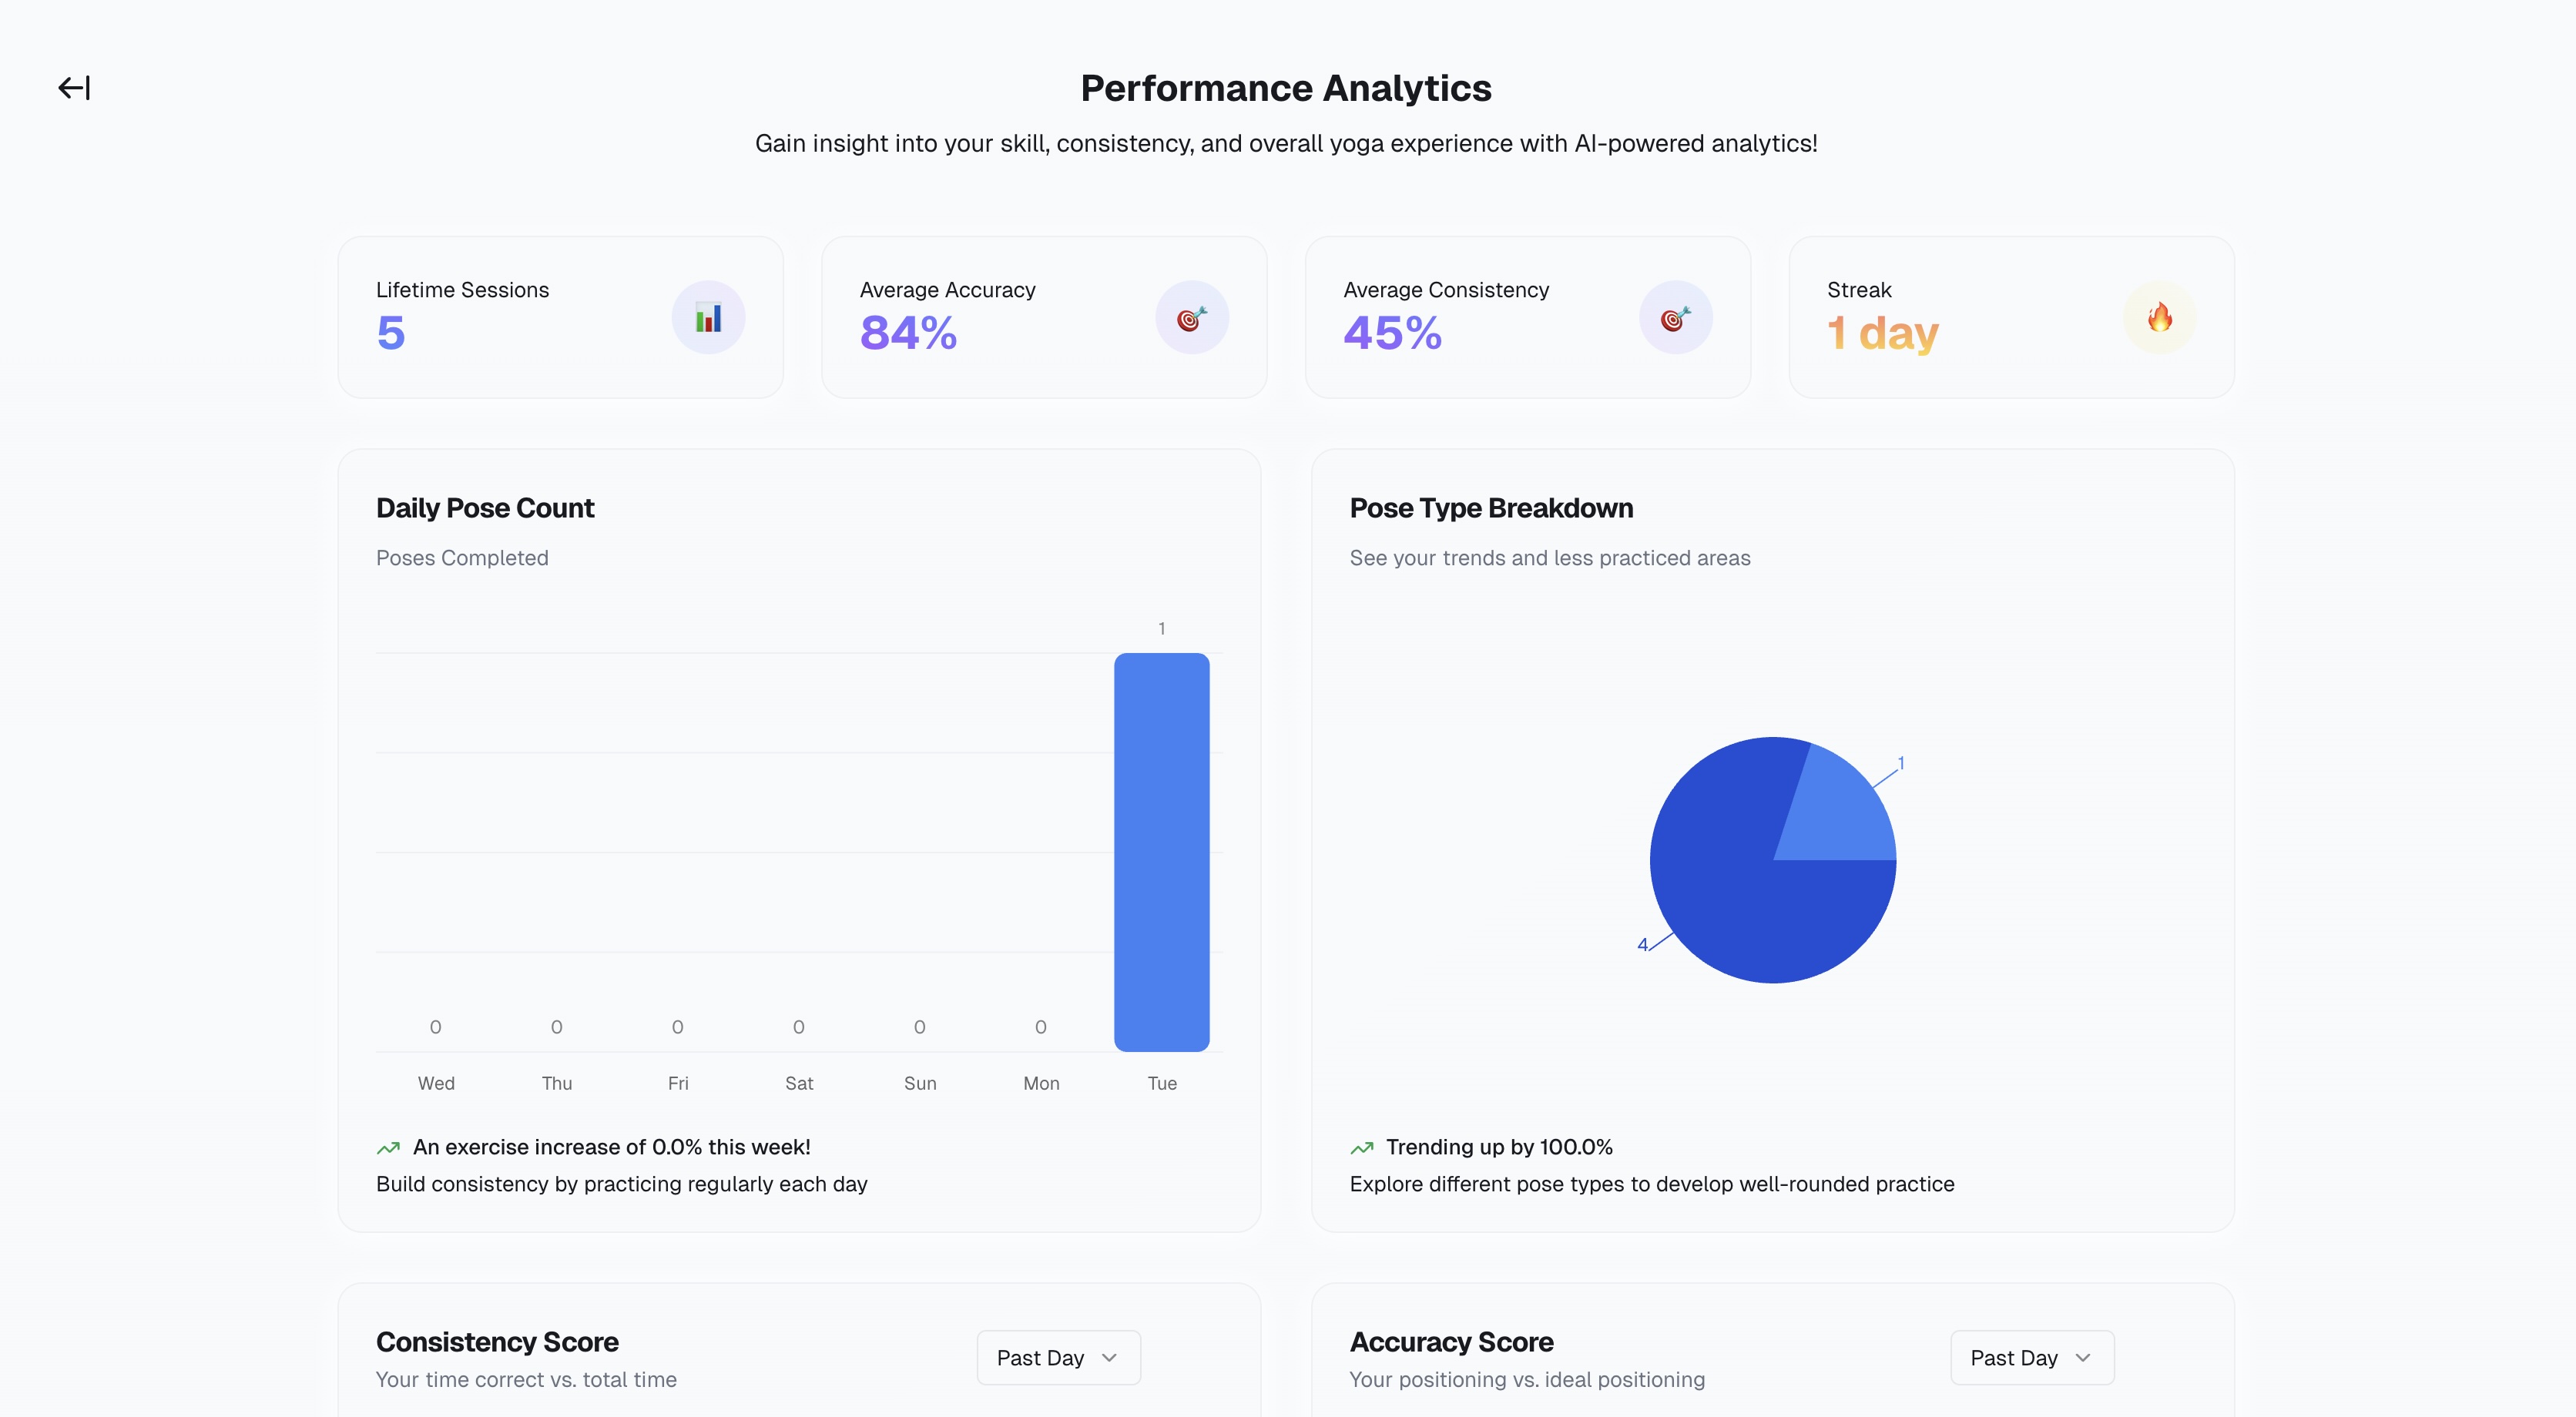 Performance Analytics
Gain insight into your skill, consistency, and overall yoga experience with AI-powered analytics!
Lifetime Sessions
5
Average Accuracy
84%
Average Consistency
45%
Streak
1 day
Daily Pose Count
Poses Completed
1
0 0 0 0 0 0
Wed Thu Fri Sat Sun Mon Tue
An exercise increase of 0.0% this week!
Build consistency by practicing regularly each day
Pose Type Breakdown
See your trends and less practiced areas
1
4
Trending up by 100.0%
Explore different pose types to develop well-rounded practice
Consistency Score
Your time correct vs. total time
Past Day
Accuracy Score
Your positioning vs. ideal positioning
Past Day